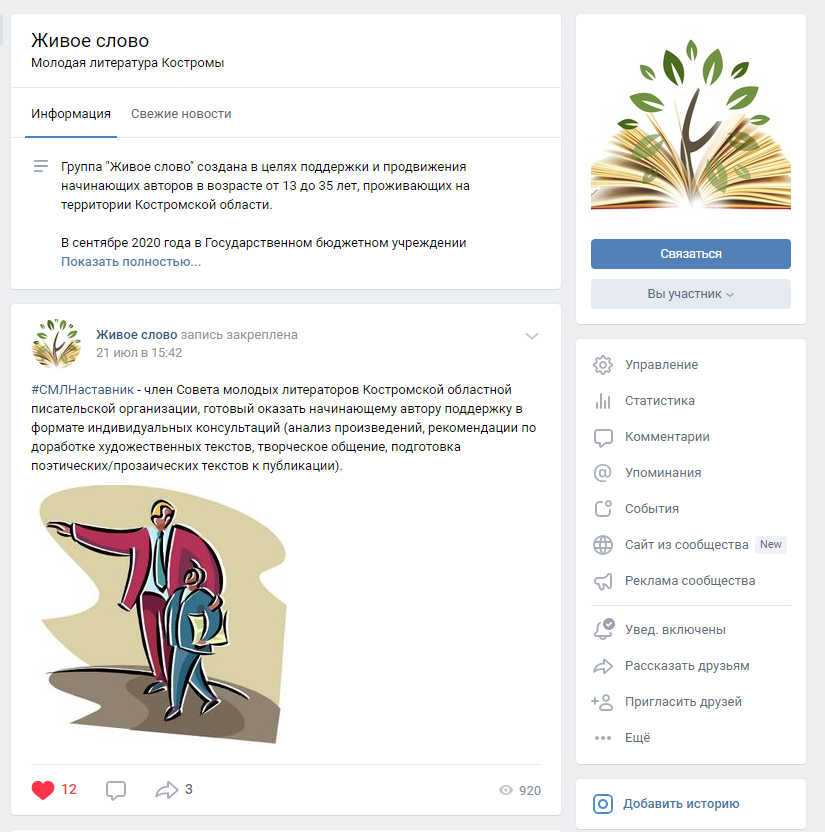 Живое слово
Молодая литература Костромы
Информация
Свежие новости
Группа "Живое слово" создана в целях поддержки и продвижения
начинающих авторов в возрасте от 13 до 35 лет, проживающих на
территории Костромской области.
В сентябре 2020 года в Государственном бюджетном учреждении
Показать полностью...
Живое слово запись закреплена
21 июл в 15:42
#СМЛНаставник - член Совета молодых литераторов Костромской областной
писательской организации, готовый оказать начинающему автору поддержку в
формате индивидуальных консультаций (анализ произведений, рекомендации по
доработке художественных текстов, творческое общение, подготовка
поэтических/прозаических текстов к публикации).
12
3
920
Связаться
Вы участник
Управление
Статистика
Комментарии
Упоминания
События
Сайт из сообщества New
Реклама сообщества
Увед. включены
Рассказать друзьям
Пригласить друзей
Ещё
Добавить историю